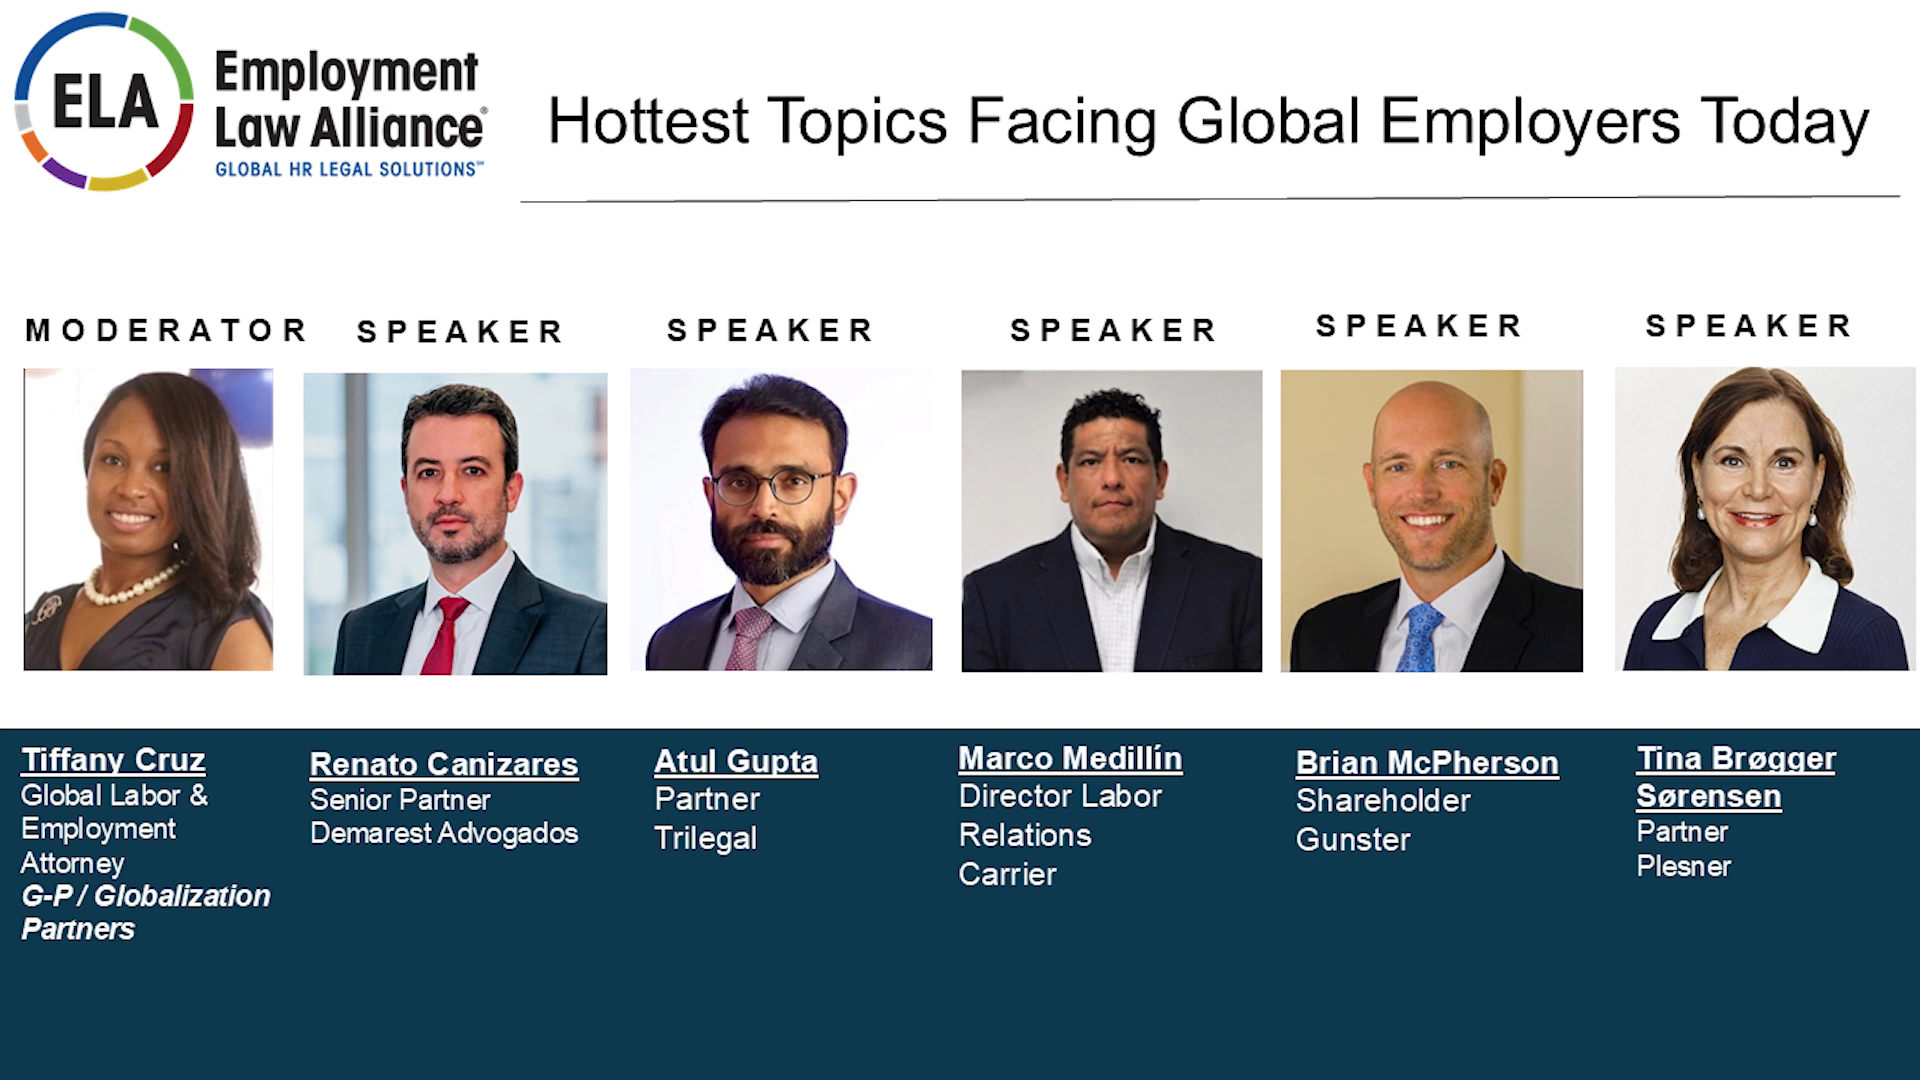 ELA
Employment
Law Alliance®
GLOBAL HR LEGAL SOLUTIONS℠
Hottest Topics Facing Global Employers Today
MODERATOR
SPEAKER
SPEAKER
SPEAKER
SPEAKER
SPEAKER
Tiffany Cruz
Global Labor &
Employment
Attorney
G-P / Globalization
Partners
Renato Canizares
Senior Partner
Demarest Advogados
Atul Gupta
Partner
Trilegal
Marco Medillín
Director Labor
Relations
Carrier
Brian McPherson
Shareholder
Gunster
Tina Brøgger
Sørensen
Partner
Plesner